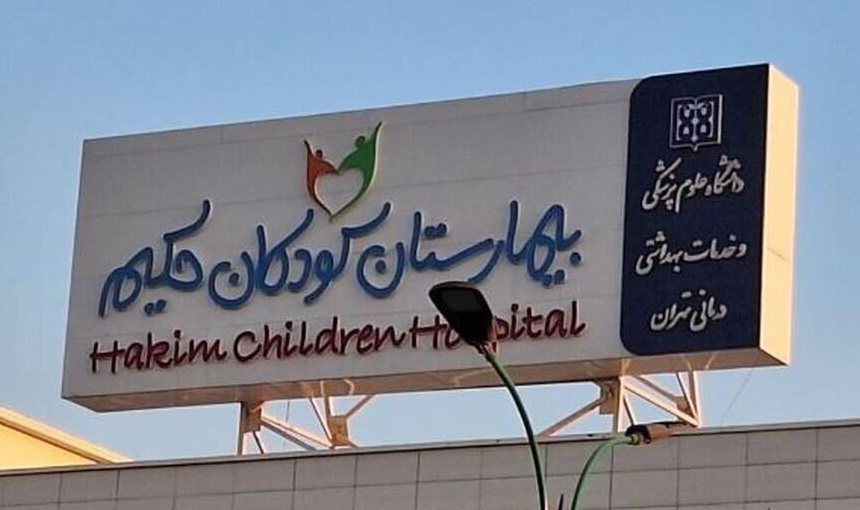 بیمارستان کودکان حکیم
Hakim Children Hospital
دانشگاه علوم پزشکی
و خدمات بهداشتی
درمانی تهران